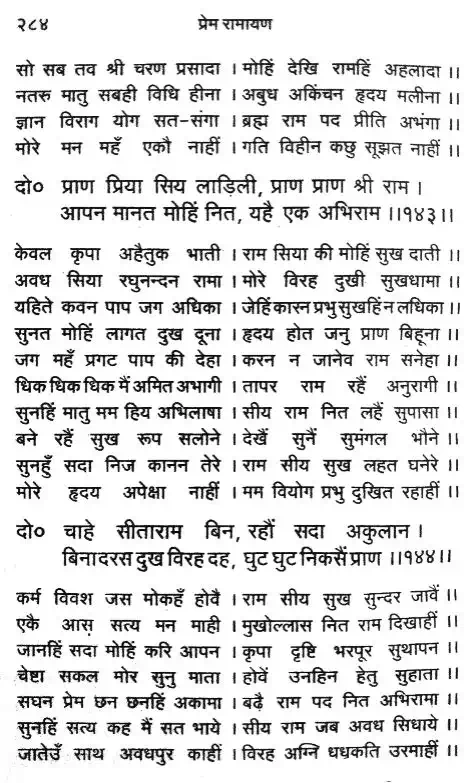 २८४ प्रेम रामायण
सो सब तव श्री चरण प्रसादा । मोहिं देखि रामहिं अहलादा ।।
नतरु मातु सबही विधि हीना । अबुध अकिंचन हृदय मलीना ।।
ज्ञान विराग योग सत-संगा । ब्रह्म राम पद प्रीति अभंगा ।।
मोरे मन महँ एकौ नाहीं । गति विहीन कछु सूझत नाहीं ।।
दो० प्राण प्रिया सिय लाड़िली, प्राण प्राण श्री राम ।
आपन मानत मोहिं नित, यहै एक अभिराम ।।१४३।।
केवल कृपा अहैतुक भाती । राम सिया की मोहिं सुख दाती ।।
अवध सिया रघुनन्दन रामा । मोरे विरह दुखी सुखधामा ।।
यहिते कवन पाप जग अधिका । जेहिं कारन प्रभु सुखहिं न लधिका ।।
सुनत मोहिं लागत दुख दूना । हृदय होत जनु प्राण बिहूना ।।
जग महँ प्रगट पाप की देहा । करन न जानेव राम सनेहा ।।
धिक धिक धिक मैं अमित अभागी । तापर राम रहैं अनुरागी ।।
सुनहिं मातु मम हिय अभिलाषा । सीय राम नित लहैं सुपासा ।।
बने रहैं सुख रूप सलोने । देखैं सुनैं सुमंगल भौने ।।
सुनहुँ सदा निज कानन तेरे । राम सीय सुख लहत घनेरे ।।
मोरे हृदय अपेक्षा नाहीं । मम वियोग प्रभु दुखित रहाहीं ।।
दो० चाहे सीताराम बिन, रहौं सदा अकुलान ।
बिना दरस दुख विरह दह, घुट घुट निकसैं प्राण ।।१४४।।
कर्म विवश जस मोकहँ होवै । राम सीय सुख सुन्दर जावैं ।।
एकै आस सत्य मन माही । मुखोल्लास नित राम दिखाहीं ।।
जानहिं सदा मोहिं करि आपन । कृपा दृष्टि भरपूर सुथापन ।।
चेष्टा सकल मोर सुनु माता । होवें उनहिन हेतु सुहाता ।।
सघन प्रेम छन छनहिं अकामा । बढ़ै राम पद नित अभिरामा ।।
सुनहिं सत्य कह मैं सत भाये । सीय राम जब अवध सिधाये ।।
जातेउँ साथ अवधपुर काहीं । विरह अग्नि धधकति उरमाहीं ।।